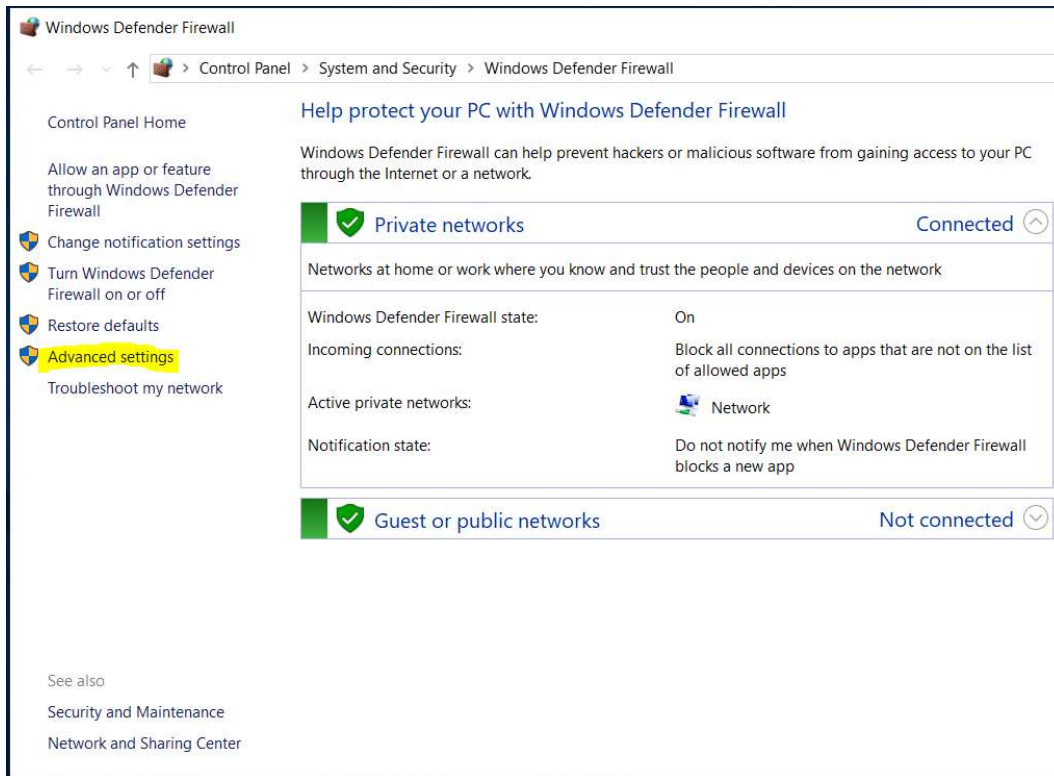 Windows Defender Firewall
Control Panel > System and Security > Windows Defender Firewall
Control Panel Home
Allow an app or feature
through Windows Defender
Firewall
Change notification settings
Turn Windows Defender
Firewall on or off
Restore defaults
Advanced settings
Troubleshoot my network
See also
Security and Maintenance
Network and Sharing Center
Help protect your PC with Windows Defender Firewall
Windows Defender Firewall can help prevent hackers or malicious software from gaining access to your PC
through the Internet or a network.
Private networks Connected
Networks at home or work where you know and trust the people and devices on the network
Windows Defender Firewall state: On
Incoming connections: Block all connections to apps that are not on the list
of allowed apps
Active private networks: Network
Notification state: Do not notify me when Windows Defender Firewall
blocks a new app
Guest or public networks Not connected